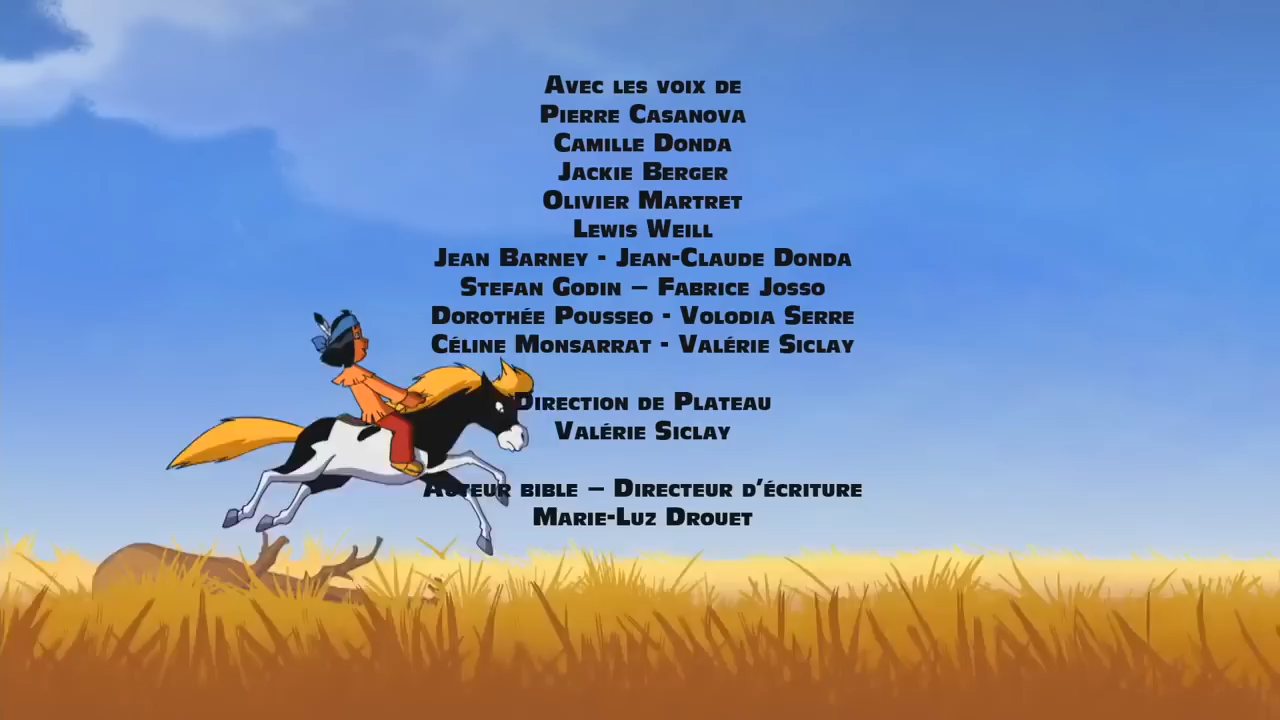 Avec les voix de
Pierre Casanova
Camille Donda
Jackie Berger
Olivier Martret
Lewis Weill
Jean Barney - Jean-Claude Donda
Stefan Godin – Fabrice Josso
Dorothée Pousseo - Volodia Serre
Céline Monsarrat - Valérie Siclay
Direction de Plateau
Valérie Siclay
Auteur bible – Directeur d'écriture
Marie-Luz Drouet